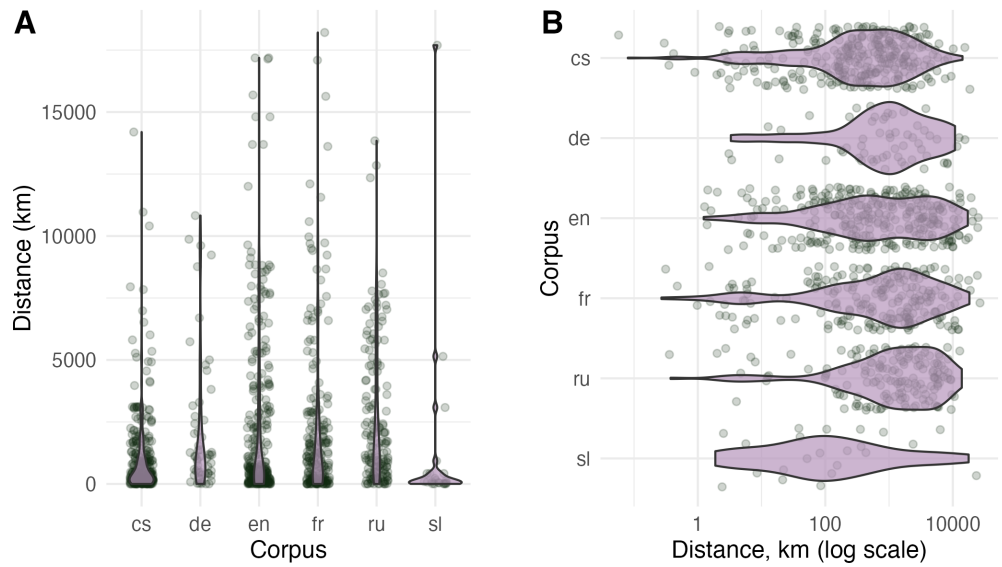 A
Distance (km)
15000
10000
5000
0
cs de en fr ru sl
Corpus
B
Corpus
cs
de
en
fr
ru
sl
1 100 10000
Distance, km (log scale)